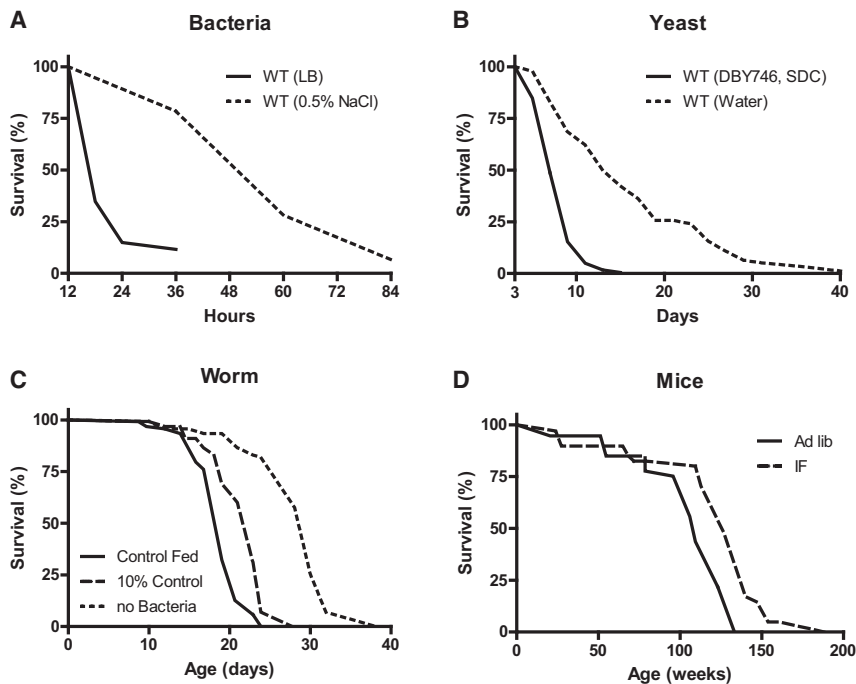 A
Bacteria
100
75
50
25
0
Survival (%)
WT (LB)
WT (0.5% NaCl)
12 24 36 48 60 72 84
Hours
B
Yeast
100
75
50
25
0
Survival (%)
WT (DBY746, SDC)
WT (Water)
3 10 20 30 40
Days
C
Worm
100
75
50
25
0
Survival (%)
Control Fed
10% Control
no Bacteria
0 10 20 30 40
Age (days)
D
Mice
100
75
50
25
0
Survival (%)
Ad lib
IF
0 50 100 150 200
Age (weeks)